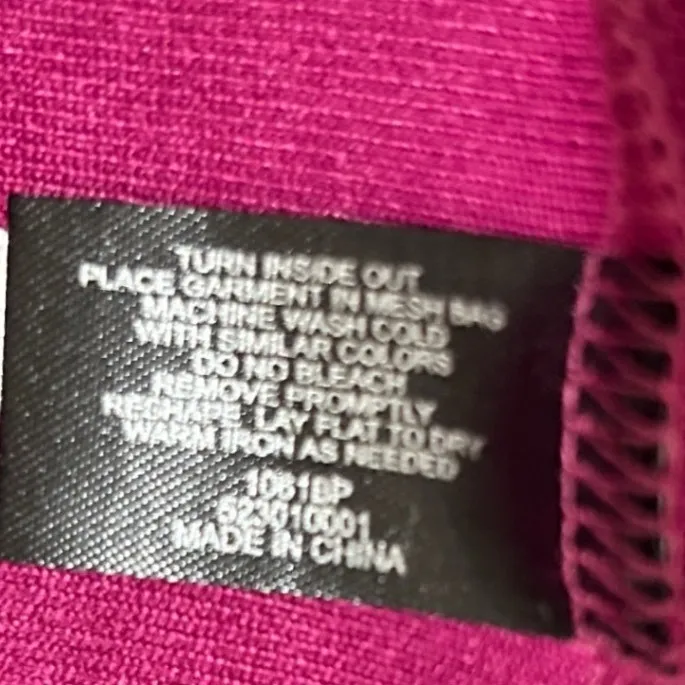 TURN INSIDE OUT
PLACE GARMENT IN MESH BAG
MACHINE WASH COLD
WITH SIMILAR COLORS
DO NO BLEACH
REMOVE PROMPTLY
RESHAPE, LAY FLAT TO DRY
WARM IRON AS NEEDED
1061BP
523010001
MADE IN CHINA